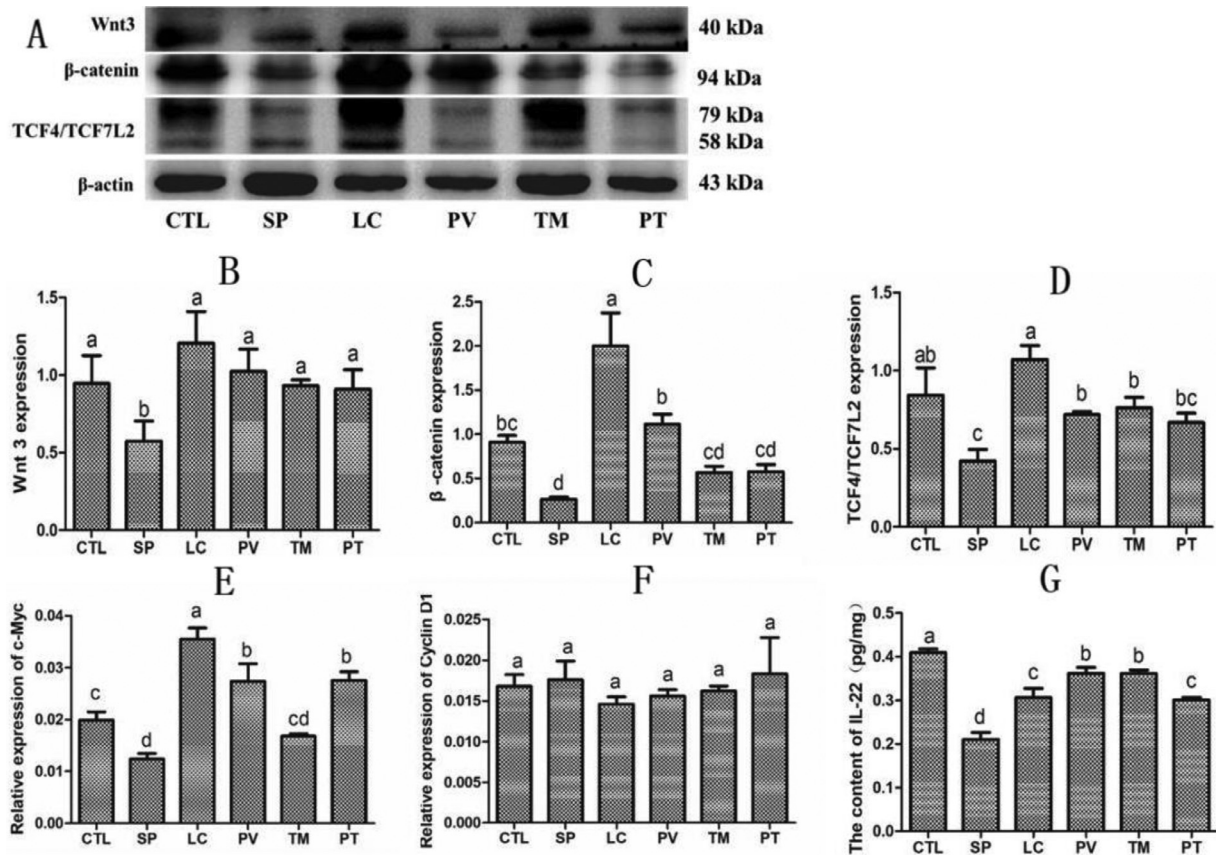 A
Wnt3
40 kDa
β-catenin
94 kDa
TCF4/TCF7L2
79 kDa
58 kDa
β-actin
43 kDa
CTL SP LC PV TM PT
B
Wnt 3 expression
1.5
1.0
0.5
0.0
a b a a a a
CTL SP LC PV TM PT
C
β -catenin expression
2.5
2.0
1.5
1.0
0.5
0.0
bc d a b cd cd
CTL SP LC PV TM PT
D
TCF4/TCF7L2 expression
1.5
1.0
0.5
0.0
ab c a b b bc
CTL SP LC PV TM PT
E
Relative expression of c-Myc
0.04
0.03
0.02
0.01
0.00
c d a b cd b
CTL SP LC PV TM PT
F
Relative expression of Cyclin D1
0.025
0.020
0.015
0.010
0.005
0.000
a a a a a a
CTL SP LC PV TM PT
G
The content of IL-22 (pg/mg)
0.5
0.4
0.3
0.2
0.1
0.0
a d c b b c
CTL SP LC PV TM PT